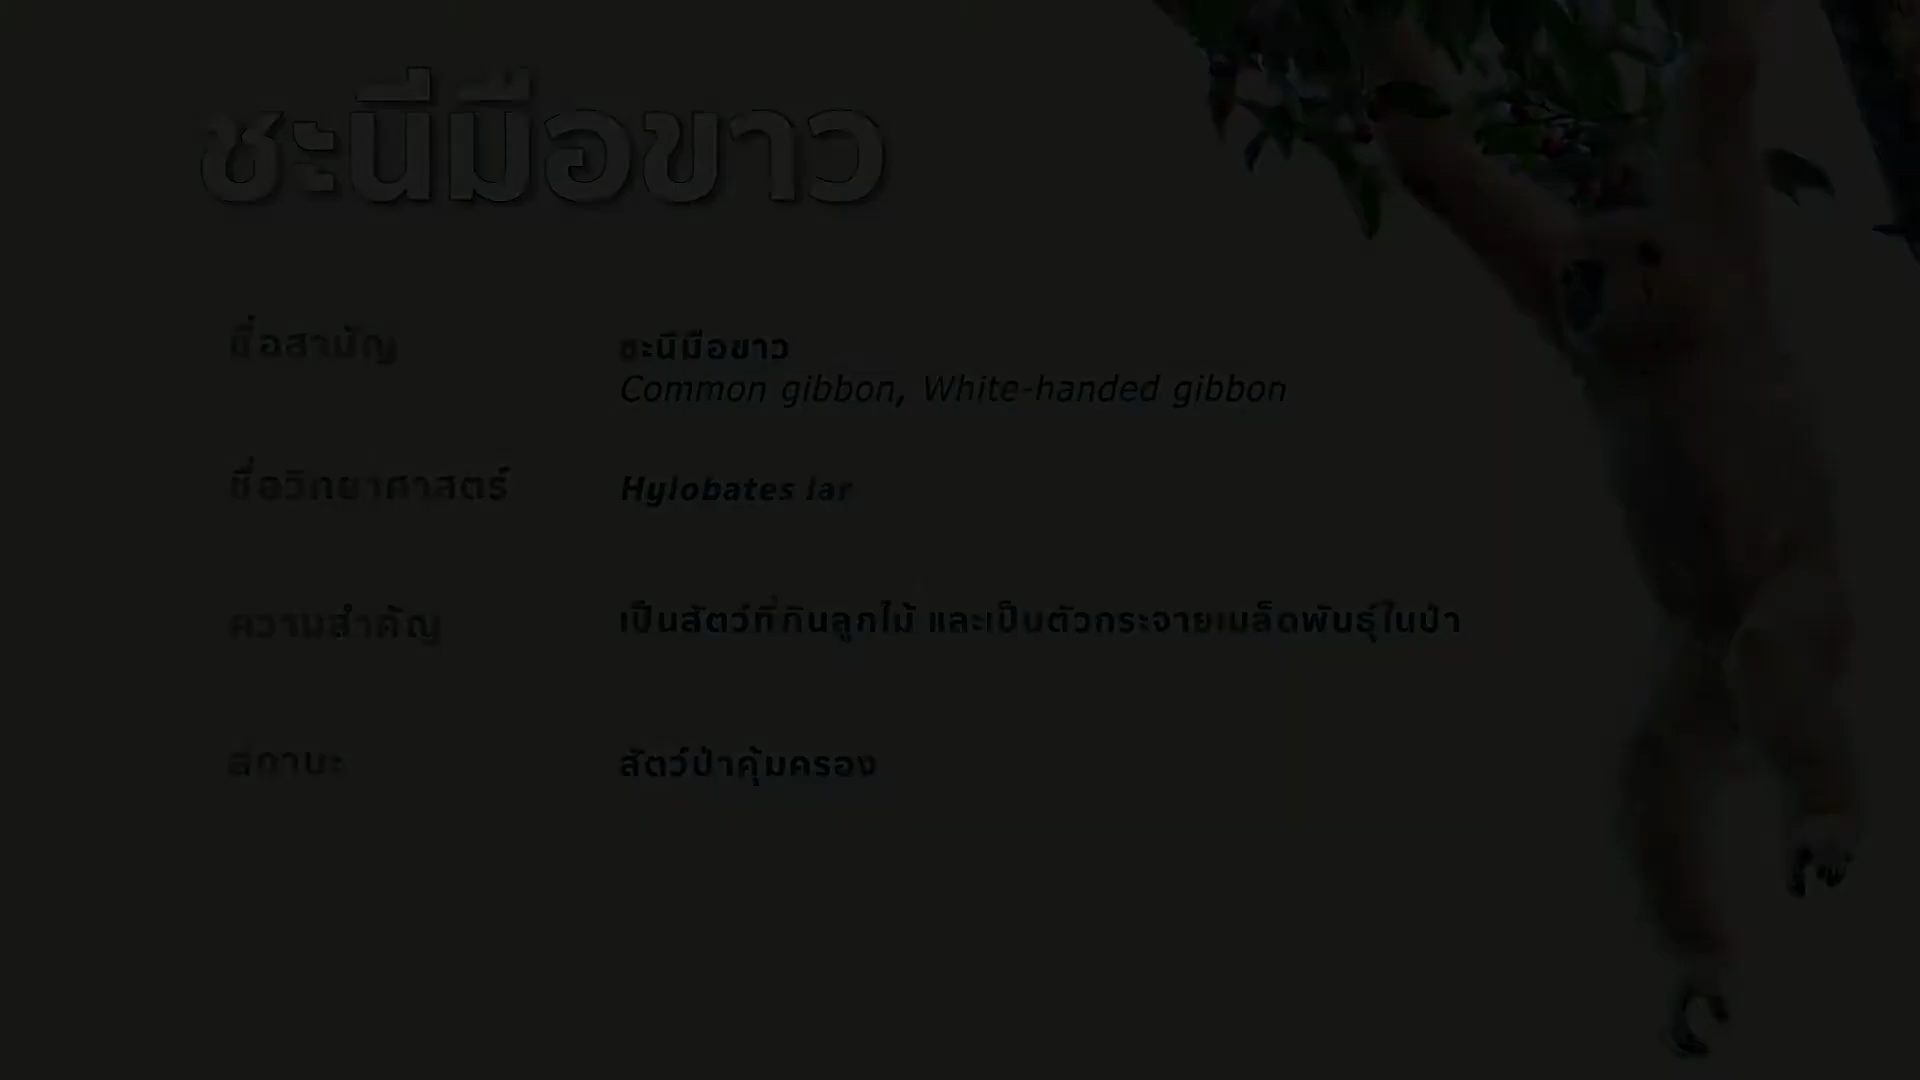 ชะนีมือขาว
ชื่อสามัญ
ชะนีมือขาว
Common gibbon, White-handed gibbon
ชื่อวิทยาศาสตร์
Hylobates lar
ความสำคัญ
เป็นสัตว์ที่กินลูกไม้ และเป็นตัวกระจายเมล็ดพันธุ์ในป่า
สถานะ
สัตว์ป่าคุ้มครอง